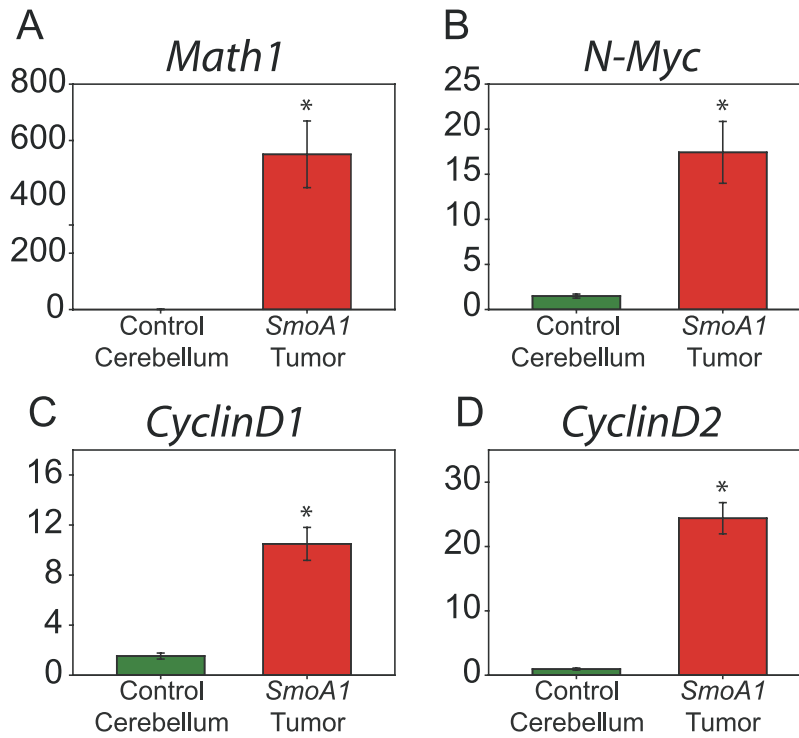 A
Math1
800
600
*
400
200
0
Control
Cerebellum
SmoA1
Tumor
B
N-Myc
25
20
*
15
10
5
0
Control
Cerebellum
SmoA1
Tumor
C
CyclinD1
16
12
*
8
4
0
Control
Cerebellum
SmoA1
Tumor
D
CyclinD2
30
*
20
10
0
Control
Cerebellum
SmoA1
Tumor